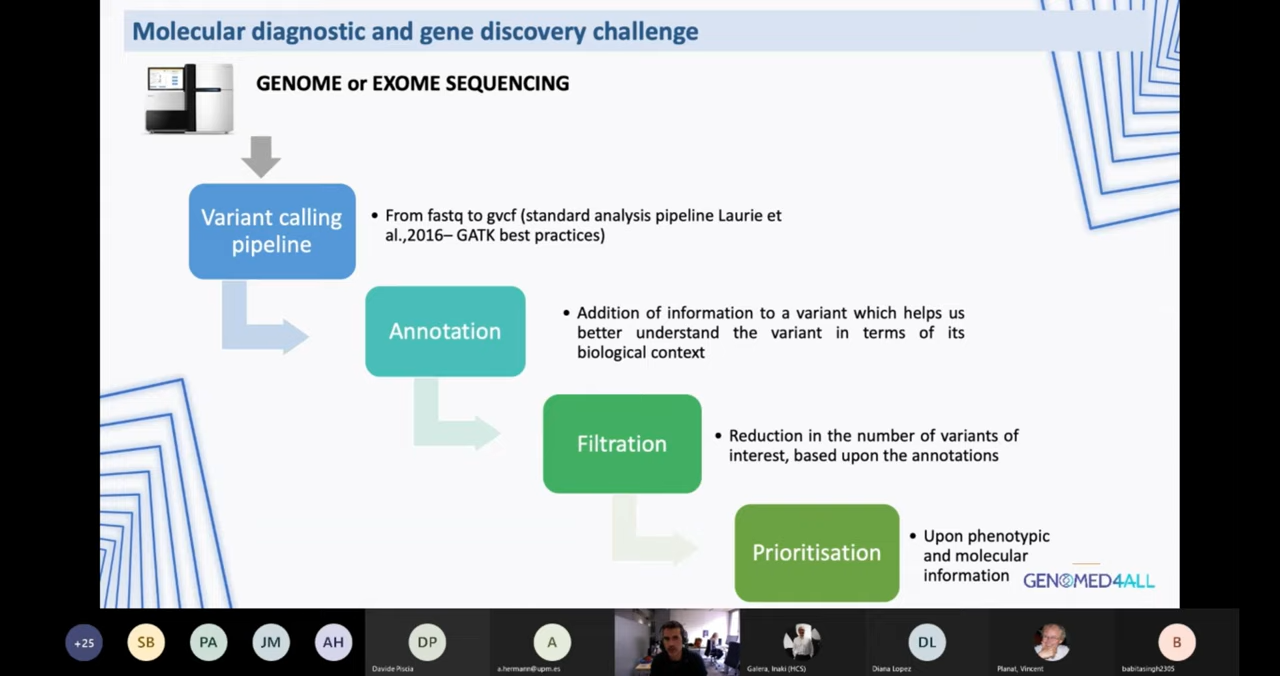 Molecular diagnostic and gene discovery challenge
GENOME or EXOME SEQUENCING
Variant calling
pipeline
• From fastq to gvcf (standard analysis pipeline Laurie et
al.,2016– GATK best practices)
Annotation
• Addition of information to a variant which helps us
better understand the variant in terms of its
biological context
Filtration
• Reduction in the number of variants of
interest, based upon the annotations
Prioritisation
• Upon phenotypic
and molecular
information
GENOMED4ALL
+25
SB
PA
JM
AH
DP
Davide Piscia
A
a.hermann@upm.es
Galera, Inaki (HCS)
DL
Diana Lopez
Planat, Vincent
B
babitasingh2305